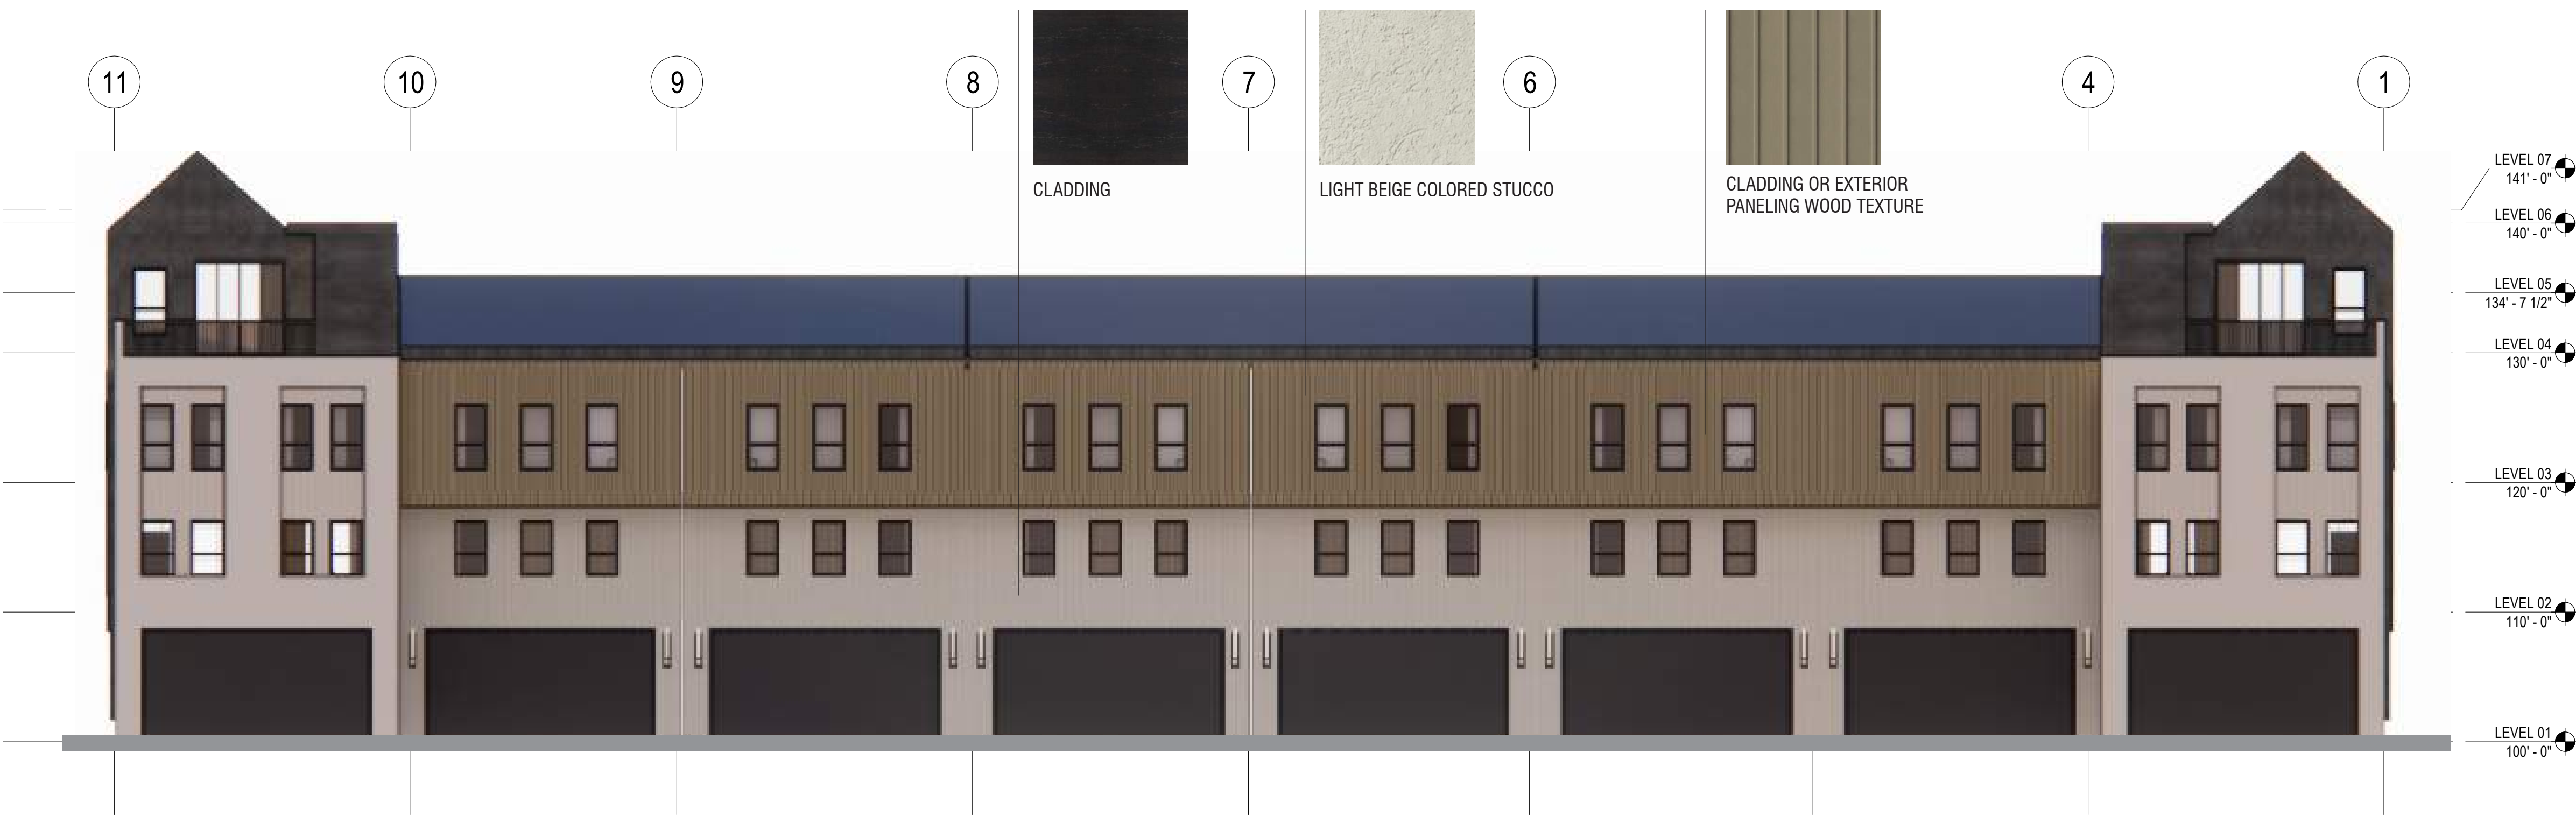 11
10
9
8
7
6
4
1
CLADDING
LIGHT BEIGE COLORED STUCCO
CLADDING OR EXTERIOR
PANELING WOOD TEXTURE
LEVEL 07
141' - 0"
LEVEL 06
140' - 0"
LEVEL 05
134' - 7 1/2"
LEVEL 04
130' - 0"
LEVEL 03
120' - 0"
LEVEL 02
110' - 0"
LEVEL 01
100' - 0"